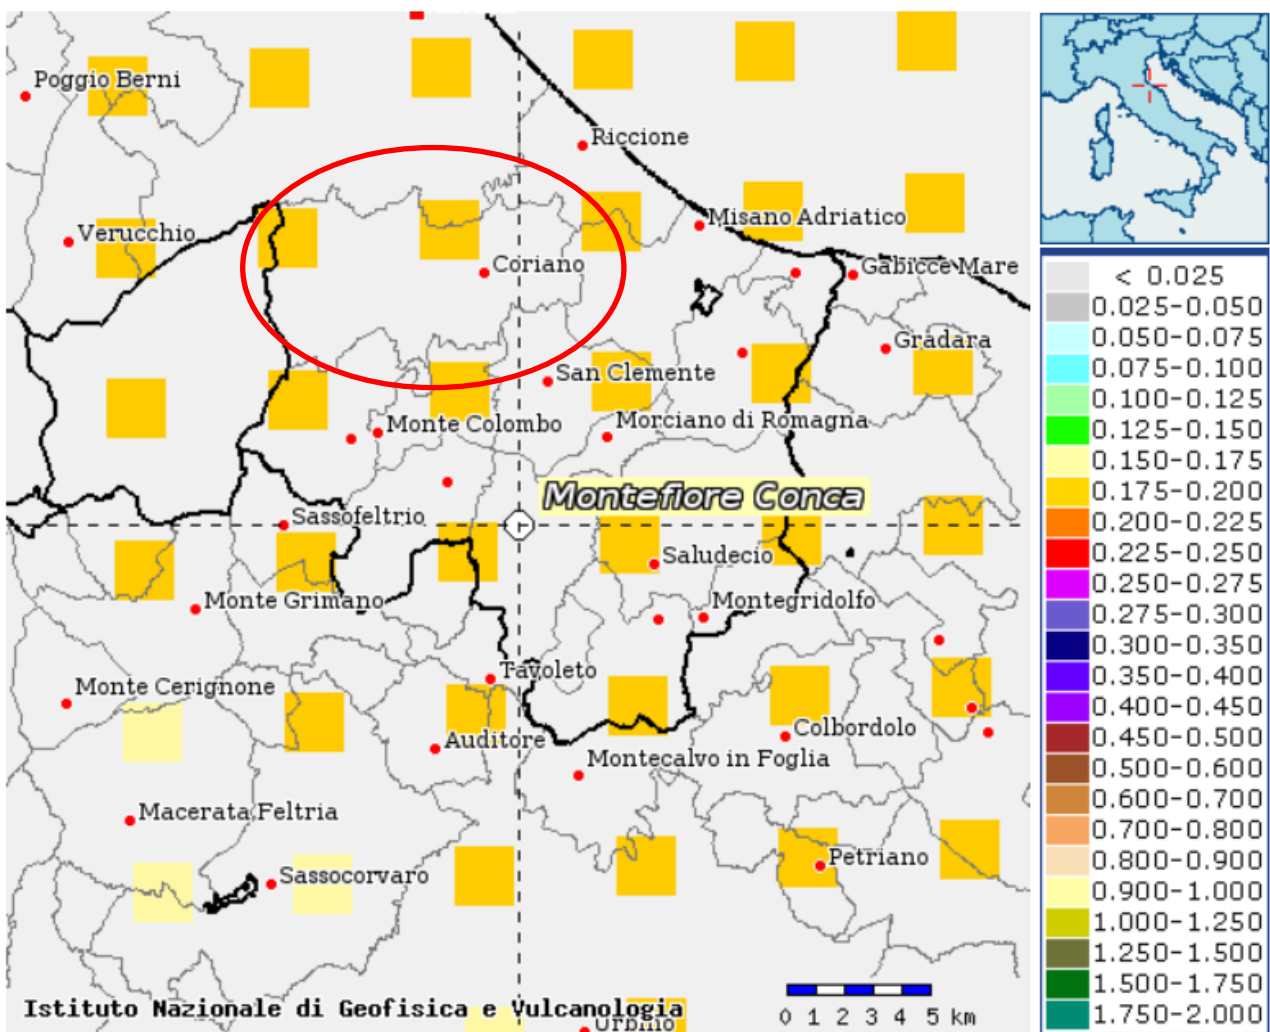 Poggio Berni
Riccione
Verucchio
Misano Adriatico
Coriano
Gabicce Mare
Gradara
San Clemente
Monte Colombo
Morciano di Romagna
Montefiore Conca
Sassofeltrio
Saludecio
Monte Grimano
Montegridolfo
Tavoleto
Monte Cerignone
Auditore
Colbordolo
Montecalvo in Foglia
Macerata Feltria
Petriano
Sassocorvaro
Istituto Nazionale di Geofisica e Vulcanologia
Urbino
0 1 2 3 4 5 km
< 0.025
0.025-0.050
0.050-0.075
0.075-0.100
0.100-0.125
0.125-0.150
0.150-0.175
0.175-0.200
0.200-0.225
0.225-0.250
0.250-0.275
0.275-0.300
0.300-0.350
0.350-0.400
0.400-0.450
0.450-0.500
0.500-0.600
0.600-0.700
0.700-0.800
0.800-0.900
0.900-1.000
1.000-1.250
1.250-1.500
1.500-1.750
1.750-2.000